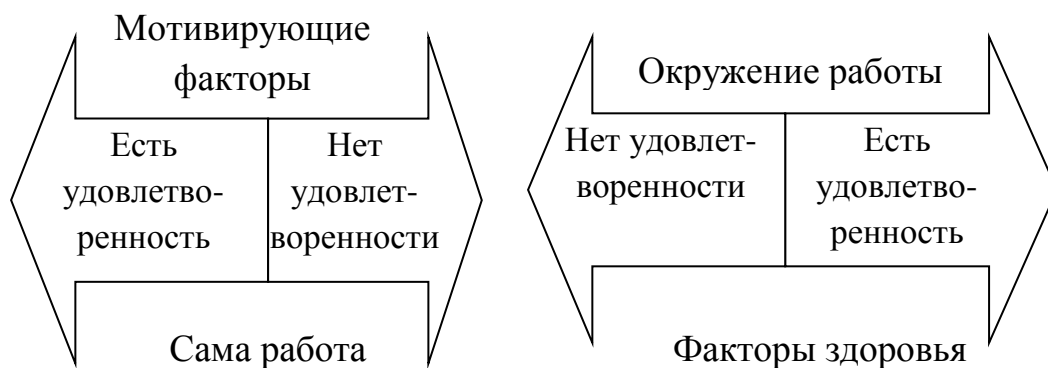 Мотивирующие
факторы
Есть
удовлетво-
ренность
Нет
удовлет-
воренности
Сама работа
Окружение работы
Нет удовлет-
воренности
Есть
удовлетво-
ренность
Факторы здоровья